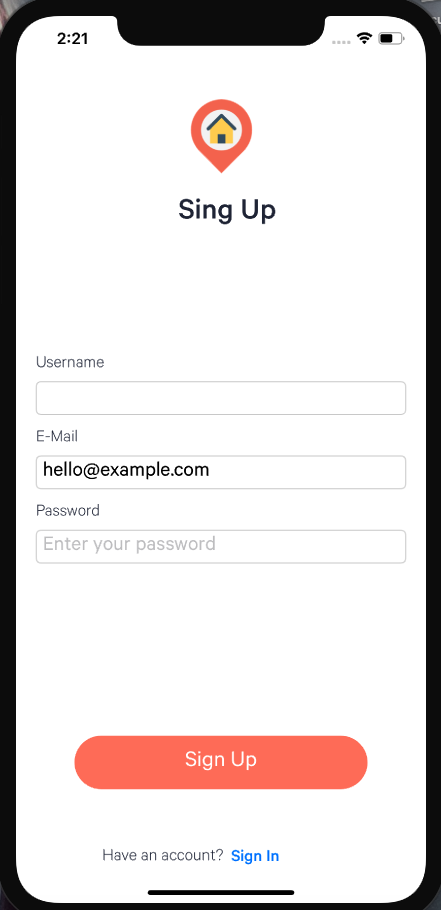 2:21
Sing Up
Username
E-Mail
hello@example.com
Password
Enter your password
Sign Up
Have an account? Sign In